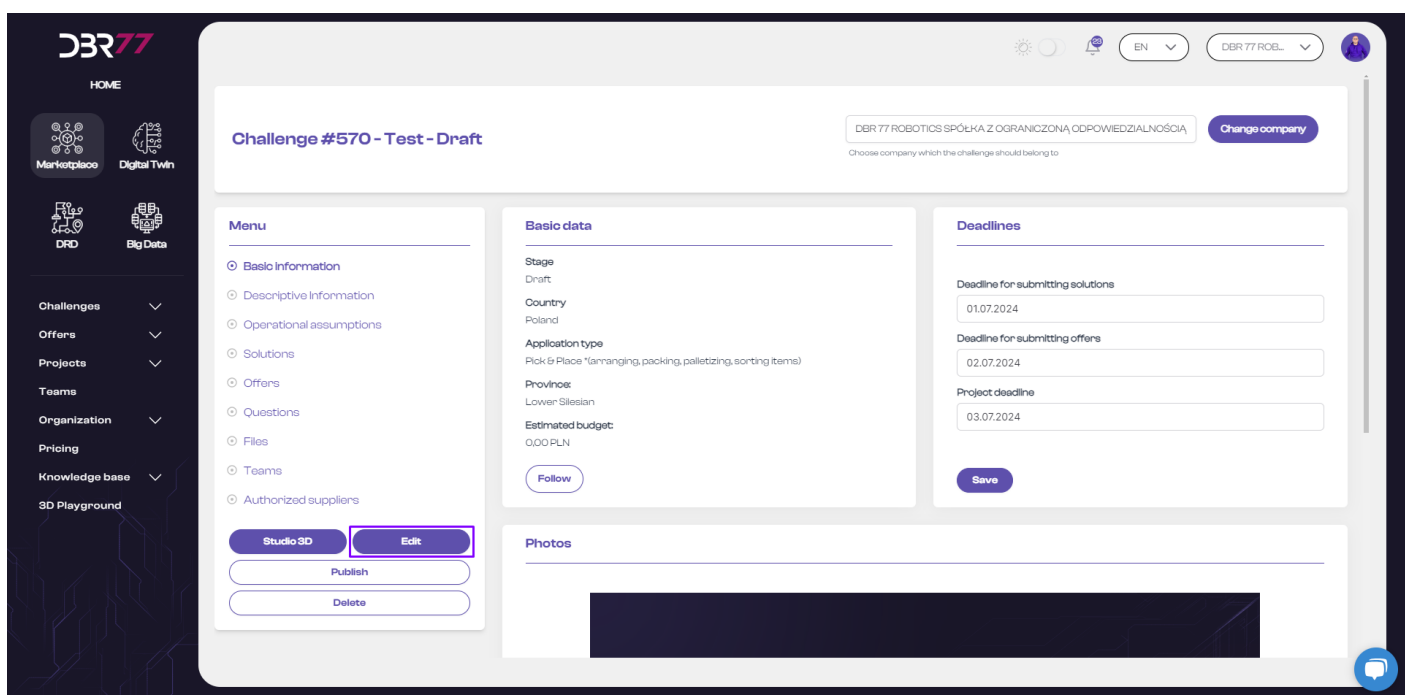 DBR77
HOME
Marketplace
Digital Twin
DRD
Big Data
Challenges
Offers
Projects
Teams
Organization
Pricing
Knowledge base
3D Playground
29
EN
DBR 77 ROB...
Challenge #570 - Test - Draft
DBR 77 ROBOTICS SPÓŁKA Z OGRANICZONĄ ODPOWIEDZIALNOŚCIĄ
Change company
Choose company which the challenge should belong to
Menu
Basic information
Descriptive information
Operational assumptions
Solutions
Offers
Questions
Files
Teams
Authorized suppliers
Studio 3D
Edit
Publish
Delete
Basic data
Stage
Draft
Country
Poland
Application type
Pick & Place *(arranging, packing, palletizing, sorting items)
Province:
Lower Silesian
Estimated budget:
0,00 PLN
Follow
Deadlines
Deadline for submitting solutions
01.07.2024
Deadline for submitting offers
02.07.2024
Project deadline
03.07.2024
Save
Photos